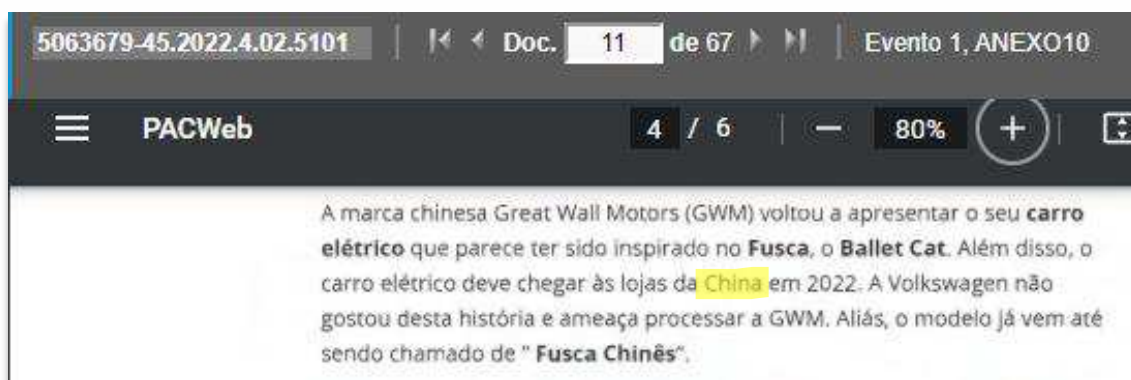 5063679-45.2022.4.02.5101 Doc. 11 de 67 Evento 1, ANEXO10
PACWeb 4 / 6 80%
A marca chinesa Great Wall Motors (GWM) voltou a apresentar o seu carro
elétrico que parece ter sido inspirado no Fusca, o Ballet Cat. Além disso, o
carro elétrico deve chegar às lojas da China em 2022. A Volkswagen não
gostou desta história e ameaça processar a GWM. Aliás, o modelo já vem até
sendo chamado de " Fusca Chinês".